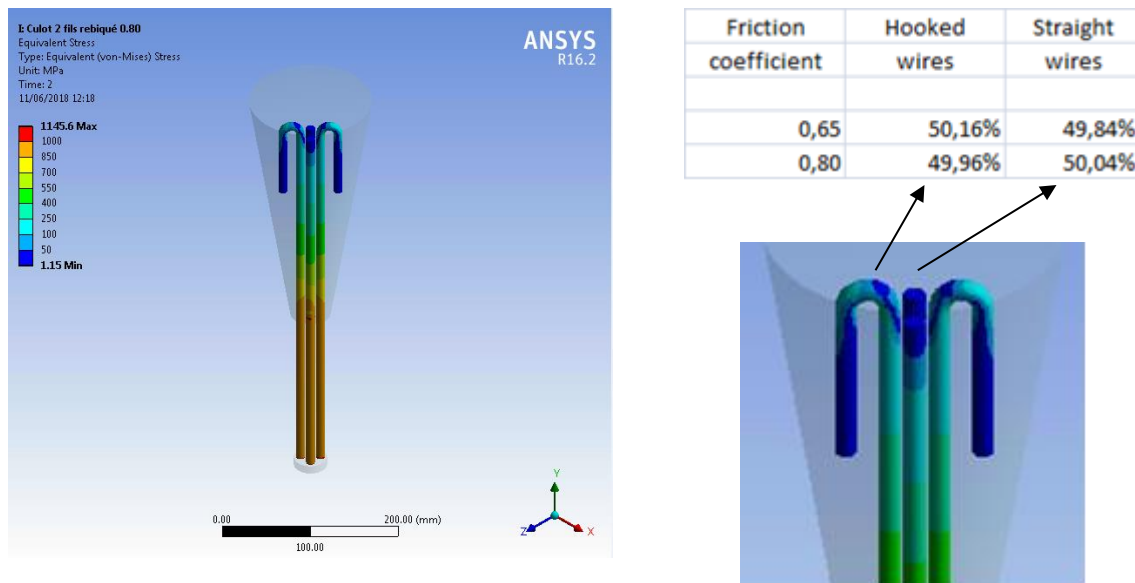 I: Culot 2 fils rebiqué 0.80
Equivalent Stress
Type: Equivalent (von-Mises) Stress
Unit: MPa
Time: 2
11/06/2018 12:18
1145.6 Max
1000
850
700
550
400
250
100
50
1.15 Min
ANSYS
R16.2
0.00 200.00 (mm)
100.00
Y
Z X
Friction Hooked Straight
coefficient wires wires
0,65 50,16% 49,84%
0,80 49,96% 50,04%